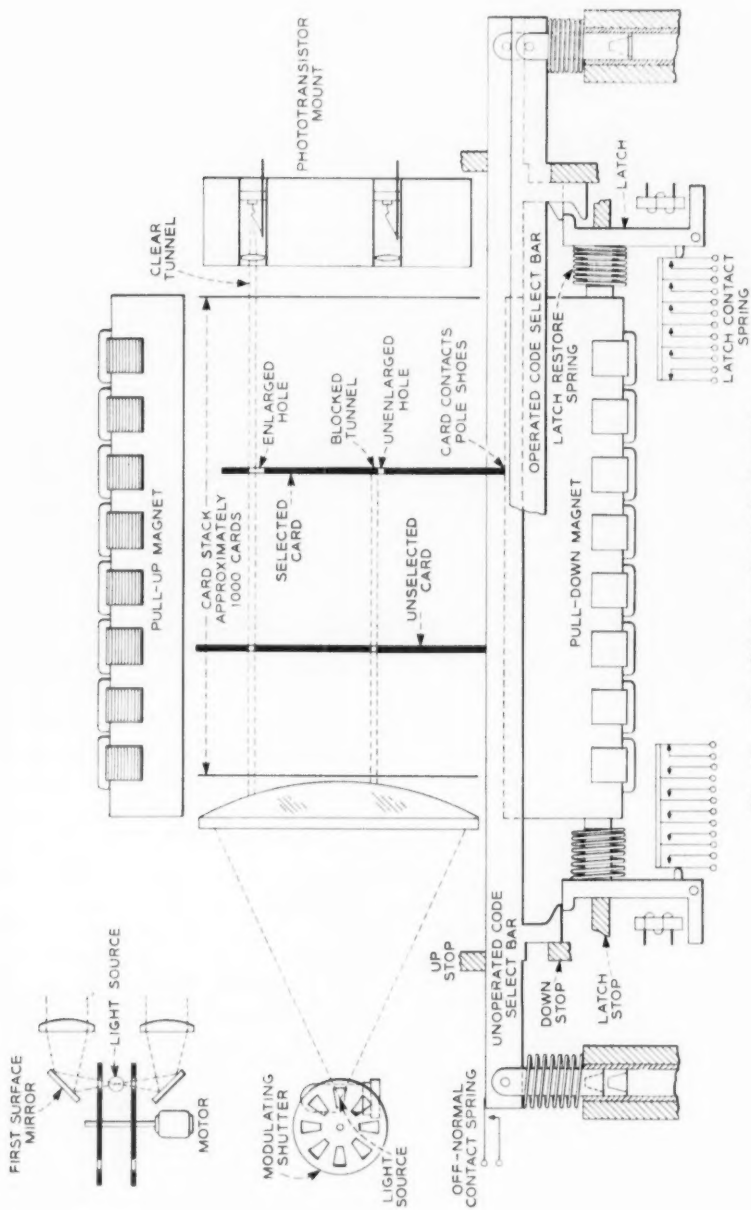 FIRST SURFACE
MIRROR
LIGHT SOURCE
MOTOR
MODULATING
SHUTTER
LIGHT
SOURCE
OFF-NORMAL
CONTACT SPRING
PULL-UP MAGNET
CARD STACK
APPROXIMATELY
1000 CARDS
CLEAR
TUNNEL
PHOTOTRANSISTOR
MOUNT
ENLARGED
HOLE
SELECTED
CARD
BLOCKED
TUNNEL
UNENLARGED
HOLE
UNSELECTED
CARD
CARD CONTACTS
POLE SHOES
UP
STOP
UNOPERATED CODE
SELECT BAR
OPERATED CODE SELECT BAR
DOWN
STOP
LATCH
STOP
PULL-DOWN MAGNET
LATCH RESTORE
SPRING
LATCH
LATCH CONTACT
SPRING